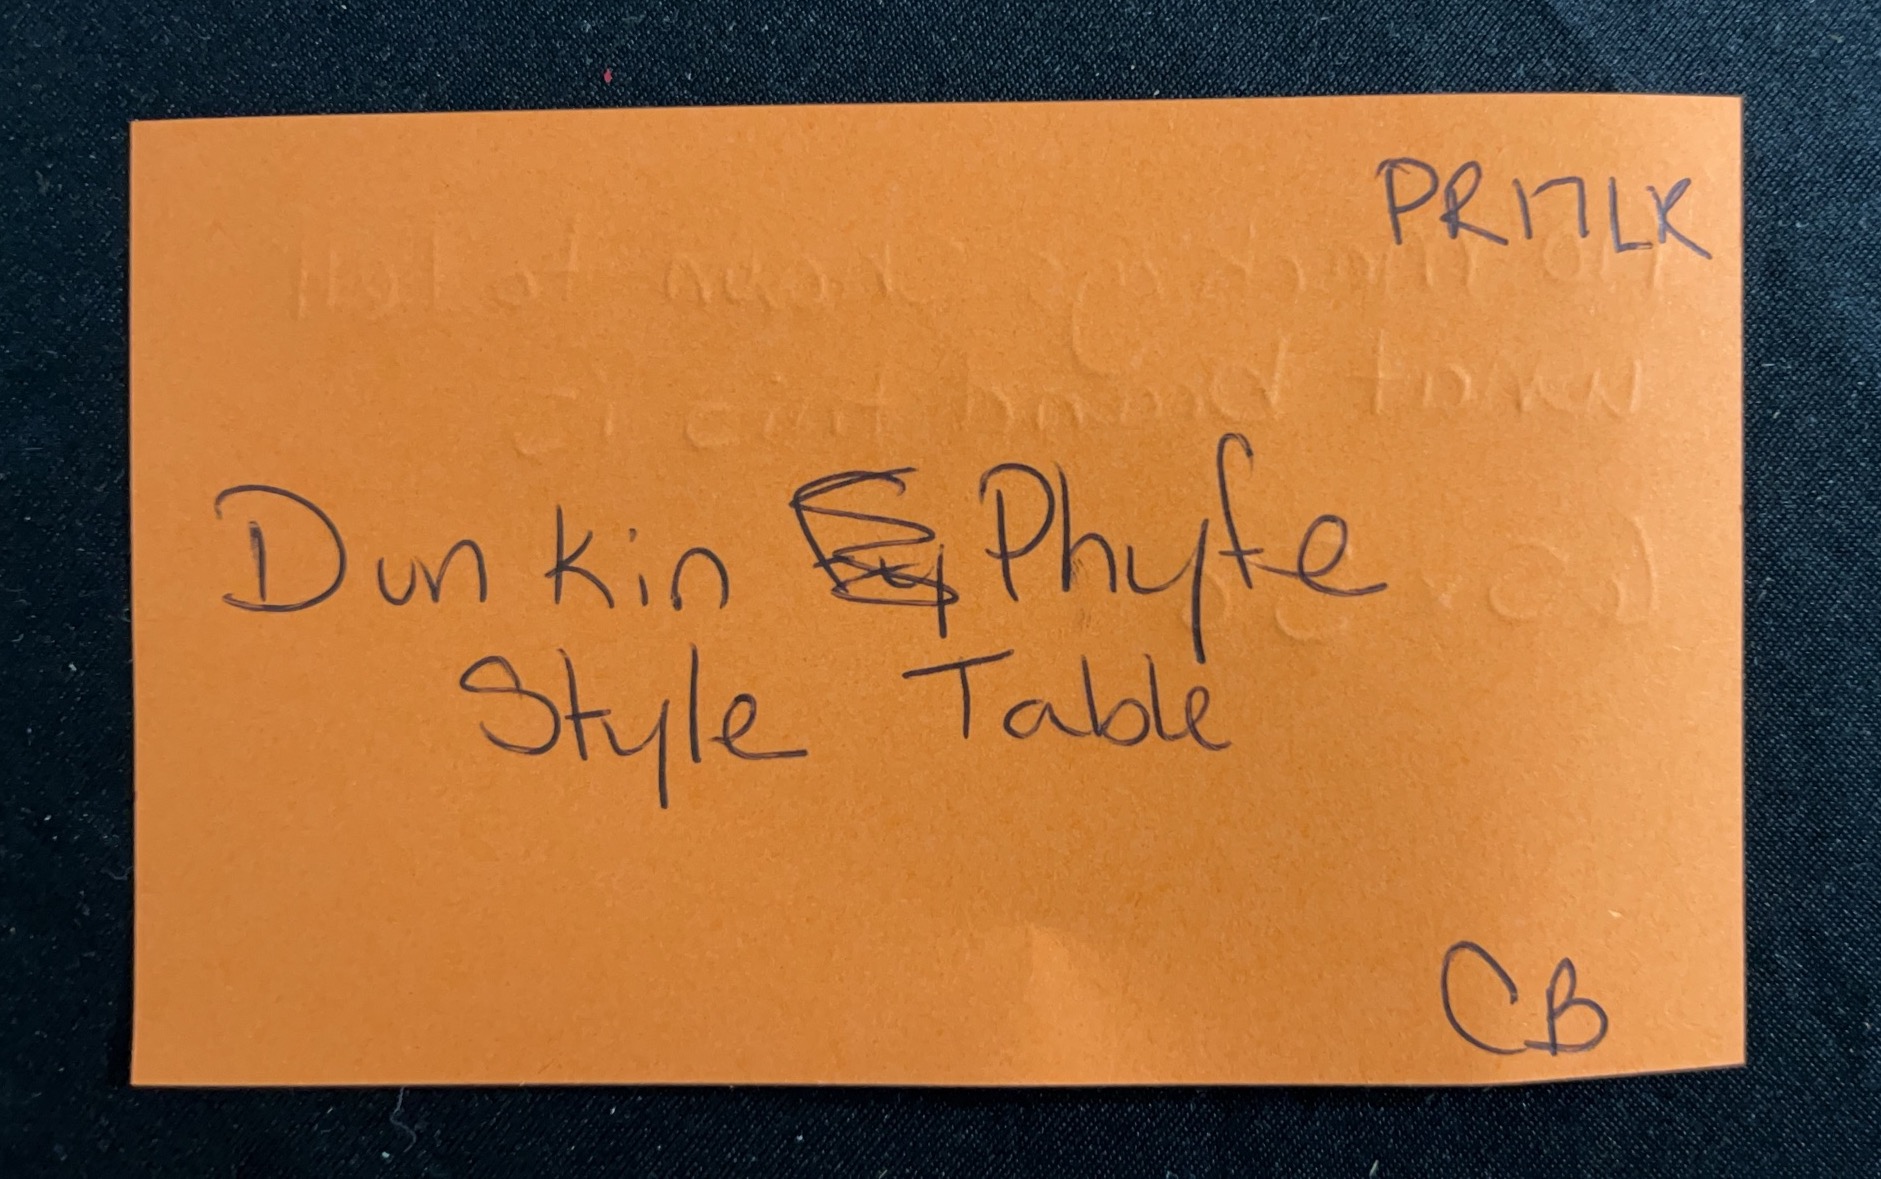 PR17LK
Dunkin Phyfe
Style Table
CB